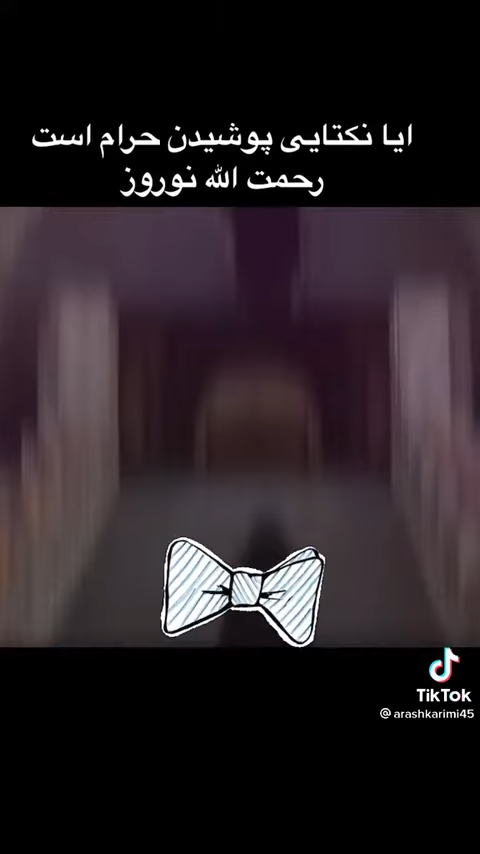 ایا نکتایی پوشیدن حرام است
رحمت الله نوروز
TikTok
@arashkarimi45